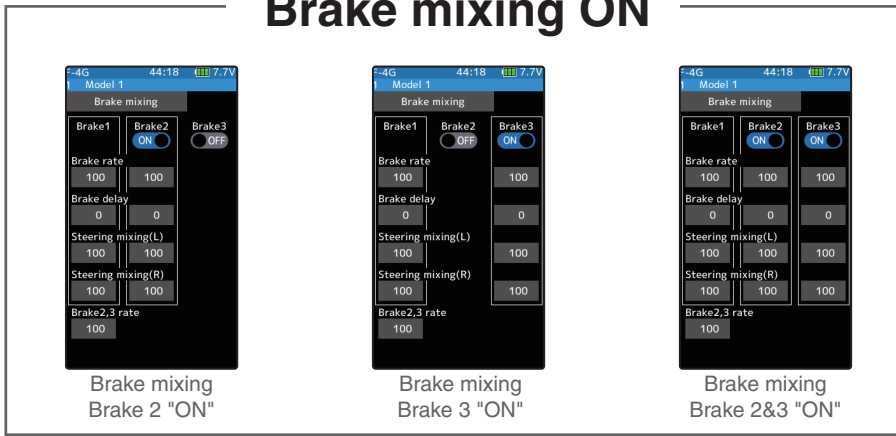 Brake mixing ON
F-4G 44:18 7.7V
1 Model 1
Brake mixing
Brake1 Brake2 Brake3
ON OFF
Brake rate
100 100
Brake delay
0 0
Steering mixing(L)
100 100
Steering mixing(R)
100 100
Brake2,3 rate
100
Brake mixing
Brake 2 "ON"
F-4G 44:18 7.7V
1 Model 1
Brake mixing
Brake1 Brake2 Brake3
OFF ON
Brake rate
100 100
Brake delay
0 0
Steering mixing(L)
100 100
Steering mixing(R)
100 100
Brake2,3 rate
100
Brake mixing
Brake 3 "ON"
F-4G 44:18 7.7V
1 Model 1
Brake mixing
Brake1 Brake2 Brake3
ON ON
Brake rate
100 100 100
Brake delay
0 0 0
Steering mixing(L)
100 100 100
Steering mixing(R)
100 100 100
Brake2,3 rate
100
Brake mixing
Brake 2&3 "ON"